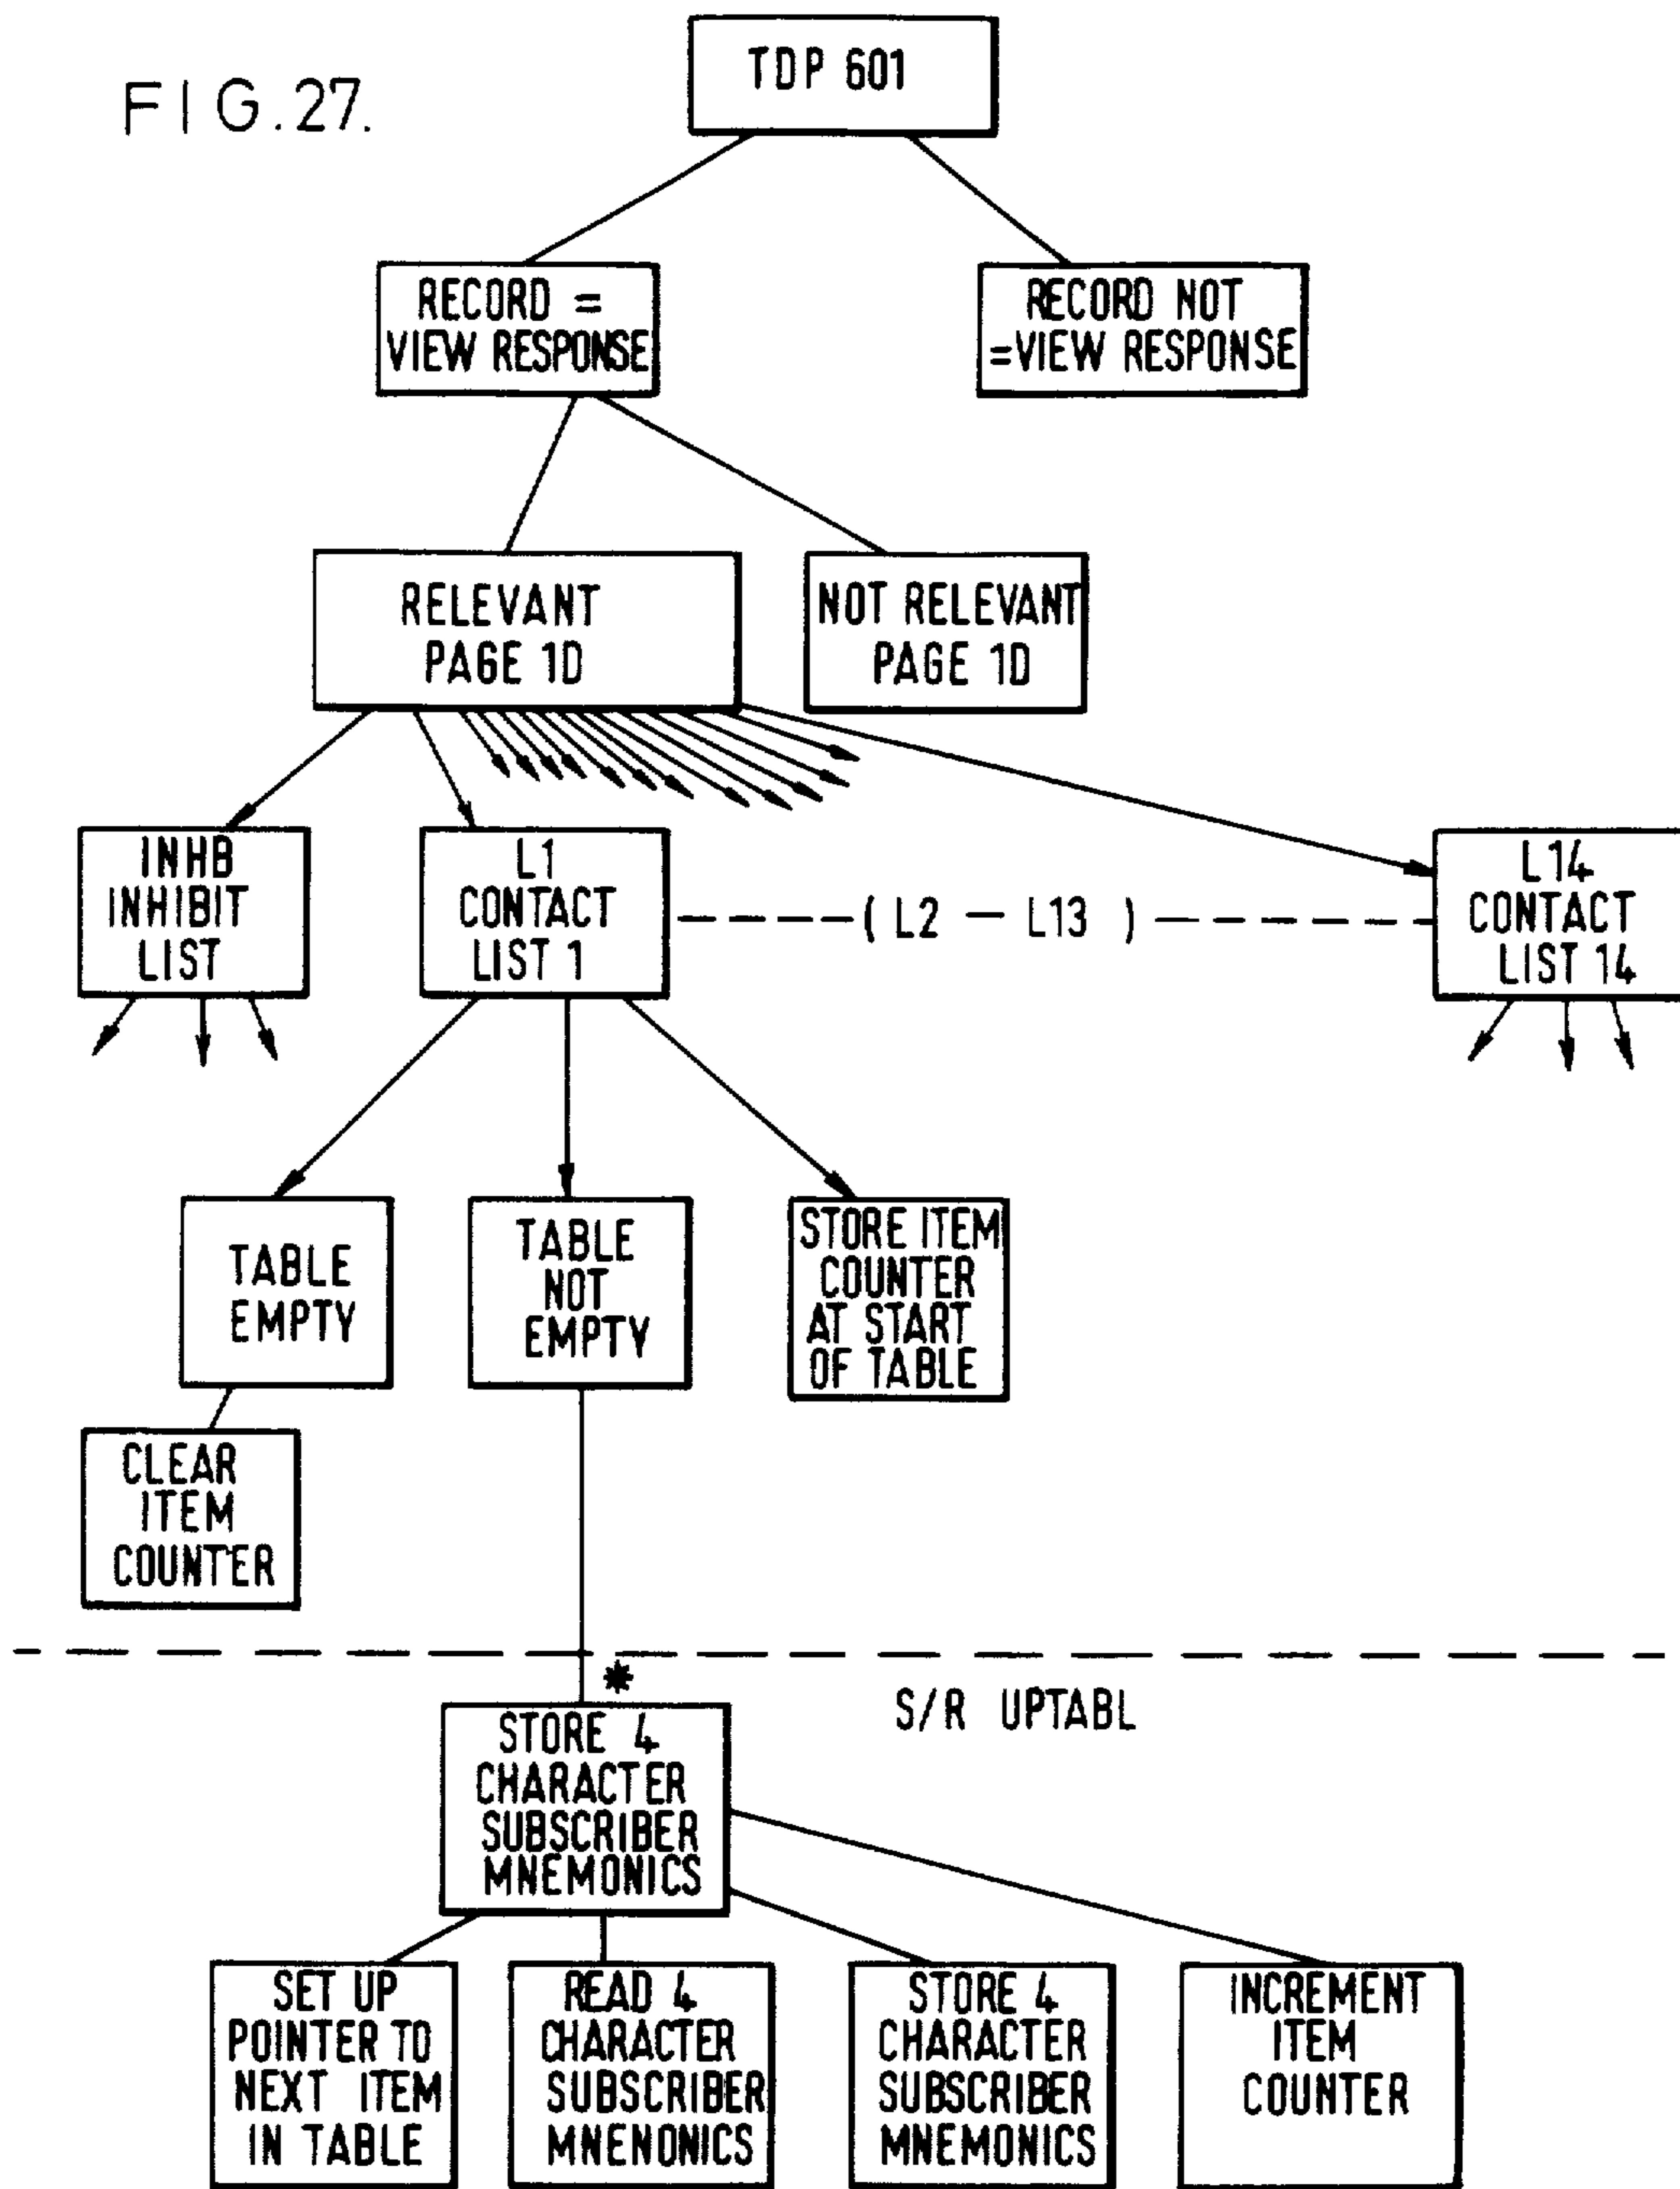 FIG.27.
TDP 601
RECORD =
VIEW RESPONSE
RECORD NOT
=VIEW RESPONSE
RELEVANT
PAGE 1D
NOT RELEVANT
PAGE 1D
INHB
INHIBIT
LIST
L1
CONTACT
LIST 1
( L2 — L13 )
L14
CONTACT
LIST 14
TABLE
EMPTY
TABLE
NOT
EMPTY
STORE ITEM
COUNTER
AT START
OF TABLE
CLEAR
ITEM
COUNTER
*
S/R UPTABL
STORE 4
CHARACTER
SUBSCRIBER
MNEMONICS
SET UP
POINTER TO
NEXT ITEM
IN TABLE
READ 4
CHARACTER
SUBSCRIBER
MNENONICS
STORE 4
CHARACTER
SUBSCRIBER
MNEMONICS
INCREMENT
ITEM
COUNTER